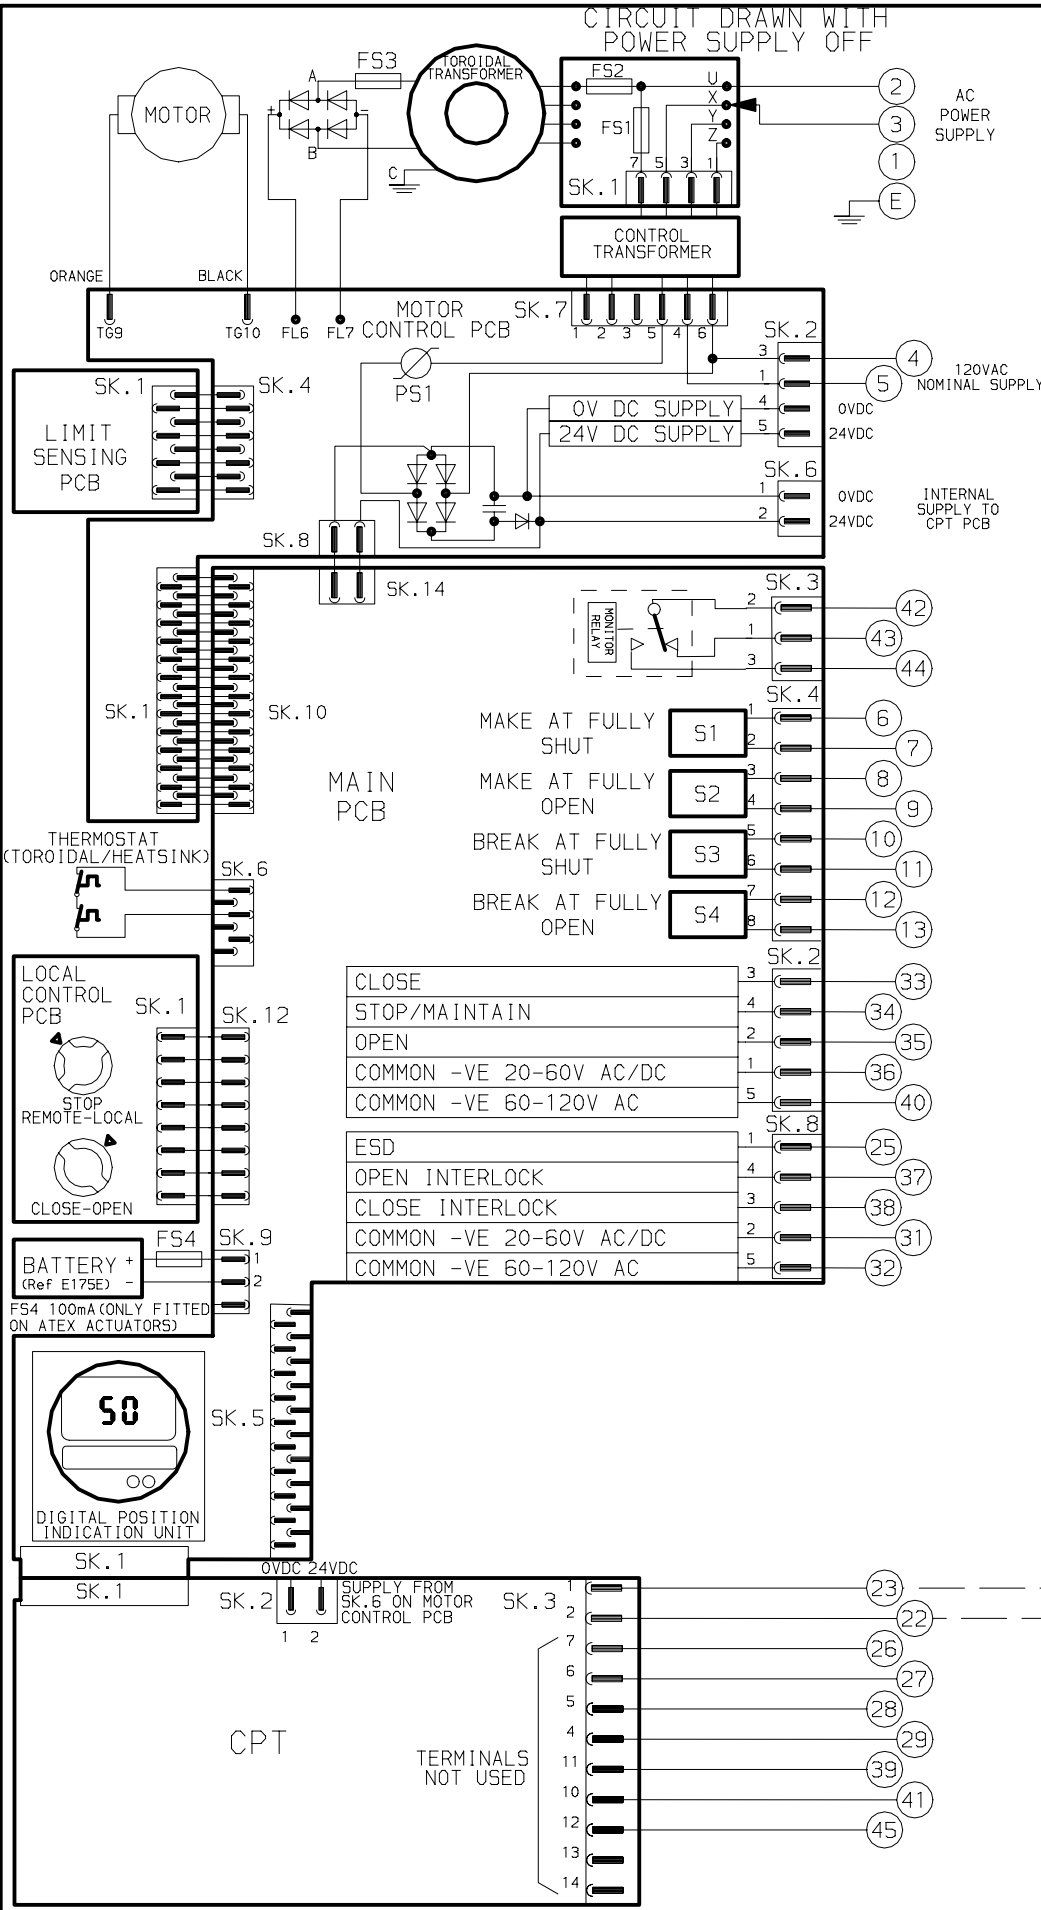 CIRCUIT DRAWN WITH
POWER SUPPLY OFF
MOTOR
A
FS3
+
-
B
C
TOROIDAL
TRANSFORMER
FS2
FS1
U
X
Y
Z
7 5 3 1
SK.1
2
3
1
E
AC
POWER
SUPPLY
CONTROL
TRANSFORMER
ORANGE
BLACK
TG9
TG10
FL6
FL7
MOTOR
CONTROL PCB
SK.7
1 2 3 5 4 6
SK.2
3
4
1
5
120VAC
NOMINAL SUPPLY
0V DC SUPPLY
4
0VDC
24V DC SUPPLY
5
24VDC
PS1
SK.6
1
0VDC
2
24VDC
INTERNAL
SUPPLY TO
CPT PCB
SK.1
SK.4
LIMIT
SENSING
PCB
SK.8
SK.14
SK.1
SK.10
MAIN
PCB
MONITOR
RELAY
SK.3
2
42
1
43
3
44
SK.4
MAKE AT FULLY
SHUT
S1
1
6
2
7
MAKE AT FULLY
OPEN
S2
3
8
4
9
BREAK AT FULLY
SHUT
S3
5
10
6
11
BREAK AT FULLY
OPEN
S4
7
12
8
13
THERMOSTAT
(TOROIDAL/HEATSINK)
SK.6
SK.2
CLOSE
3
33
STOP/MAINTAIN
4
34
OPEN
2
35
COMMON -VE 20-60V AC/DC
1
36
COMMON -VE 60-120V AC
5
40
SK.8
ESD
1
25
OPEN INTERLOCK
4
37
CLOSE INTERLOCK
3
38
COMMON -VE 20-60V AC/DC
2
31
COMMON -VE 60-120V AC
5
32
LOCAL
CONTROL
PCB
SK.1
SK.12
STOP
REMOTE-LOCAL
CLOSE-OPEN
BATTERY
(Ref E175E)
+
-
FS4
SK.9
1
2
FS4 100mA(ONLY FITTED
ON ATEX ACTUATORS)
50
SK.5
DIGITAL POSITION
INDICATION UNIT
SK.1
SK.1
0VDC 24VDC
SK.2
1 2
SUPPLY FROM
SK.6 ON MOTOR
CONTROL PCB
SK.3
1
23
2
22
7
26
6
27
5
28
4
29
11
39
10
41
12
45
13
14
CPT
TERMINALS
NOT USED